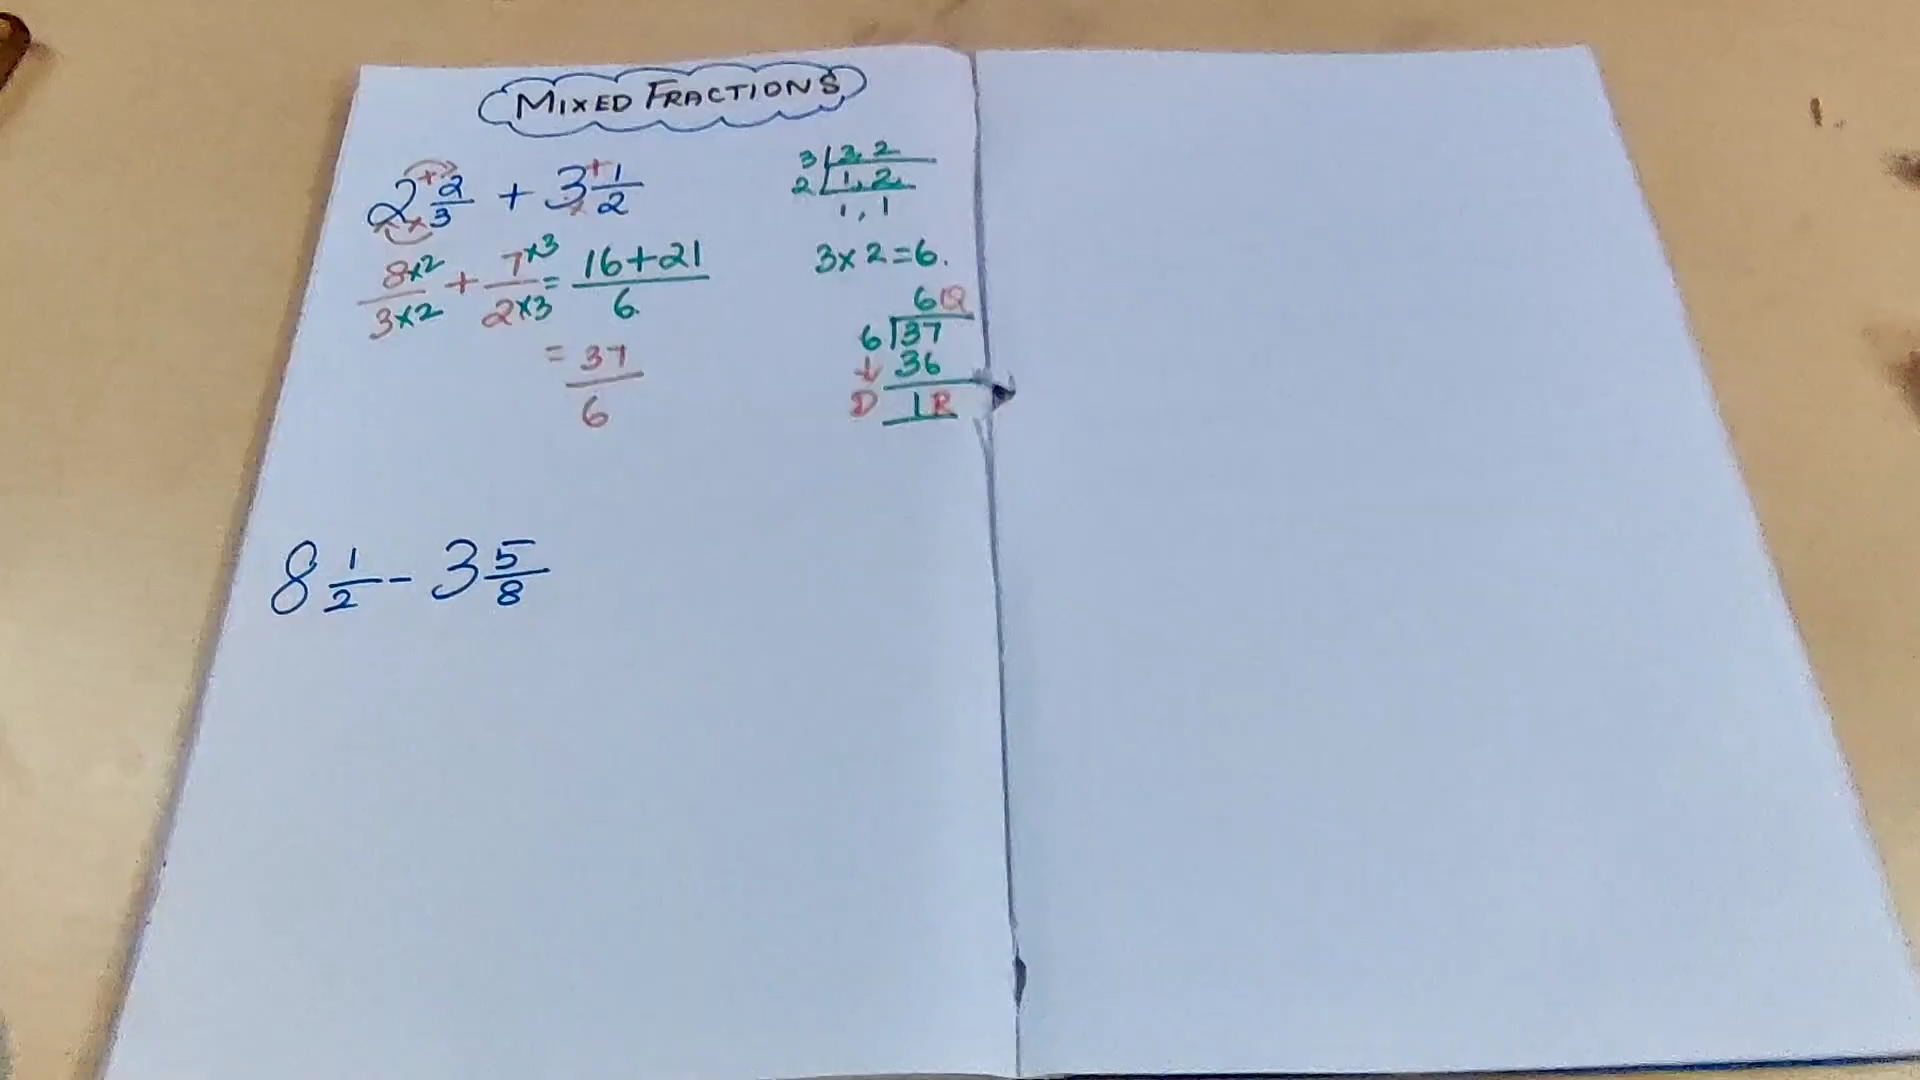 MIXED FRACTIONS
2 2/3 + 3 1/2
8×2/3×2 + 7×3/2×3 = 16+21/6
= 37/6
3 | 3, 2
2 | 1, 2
1, 1
3 × 2 = 6.
6 Q
6 ) 37
36
D 1 R
8 1/2 - 3 5/8